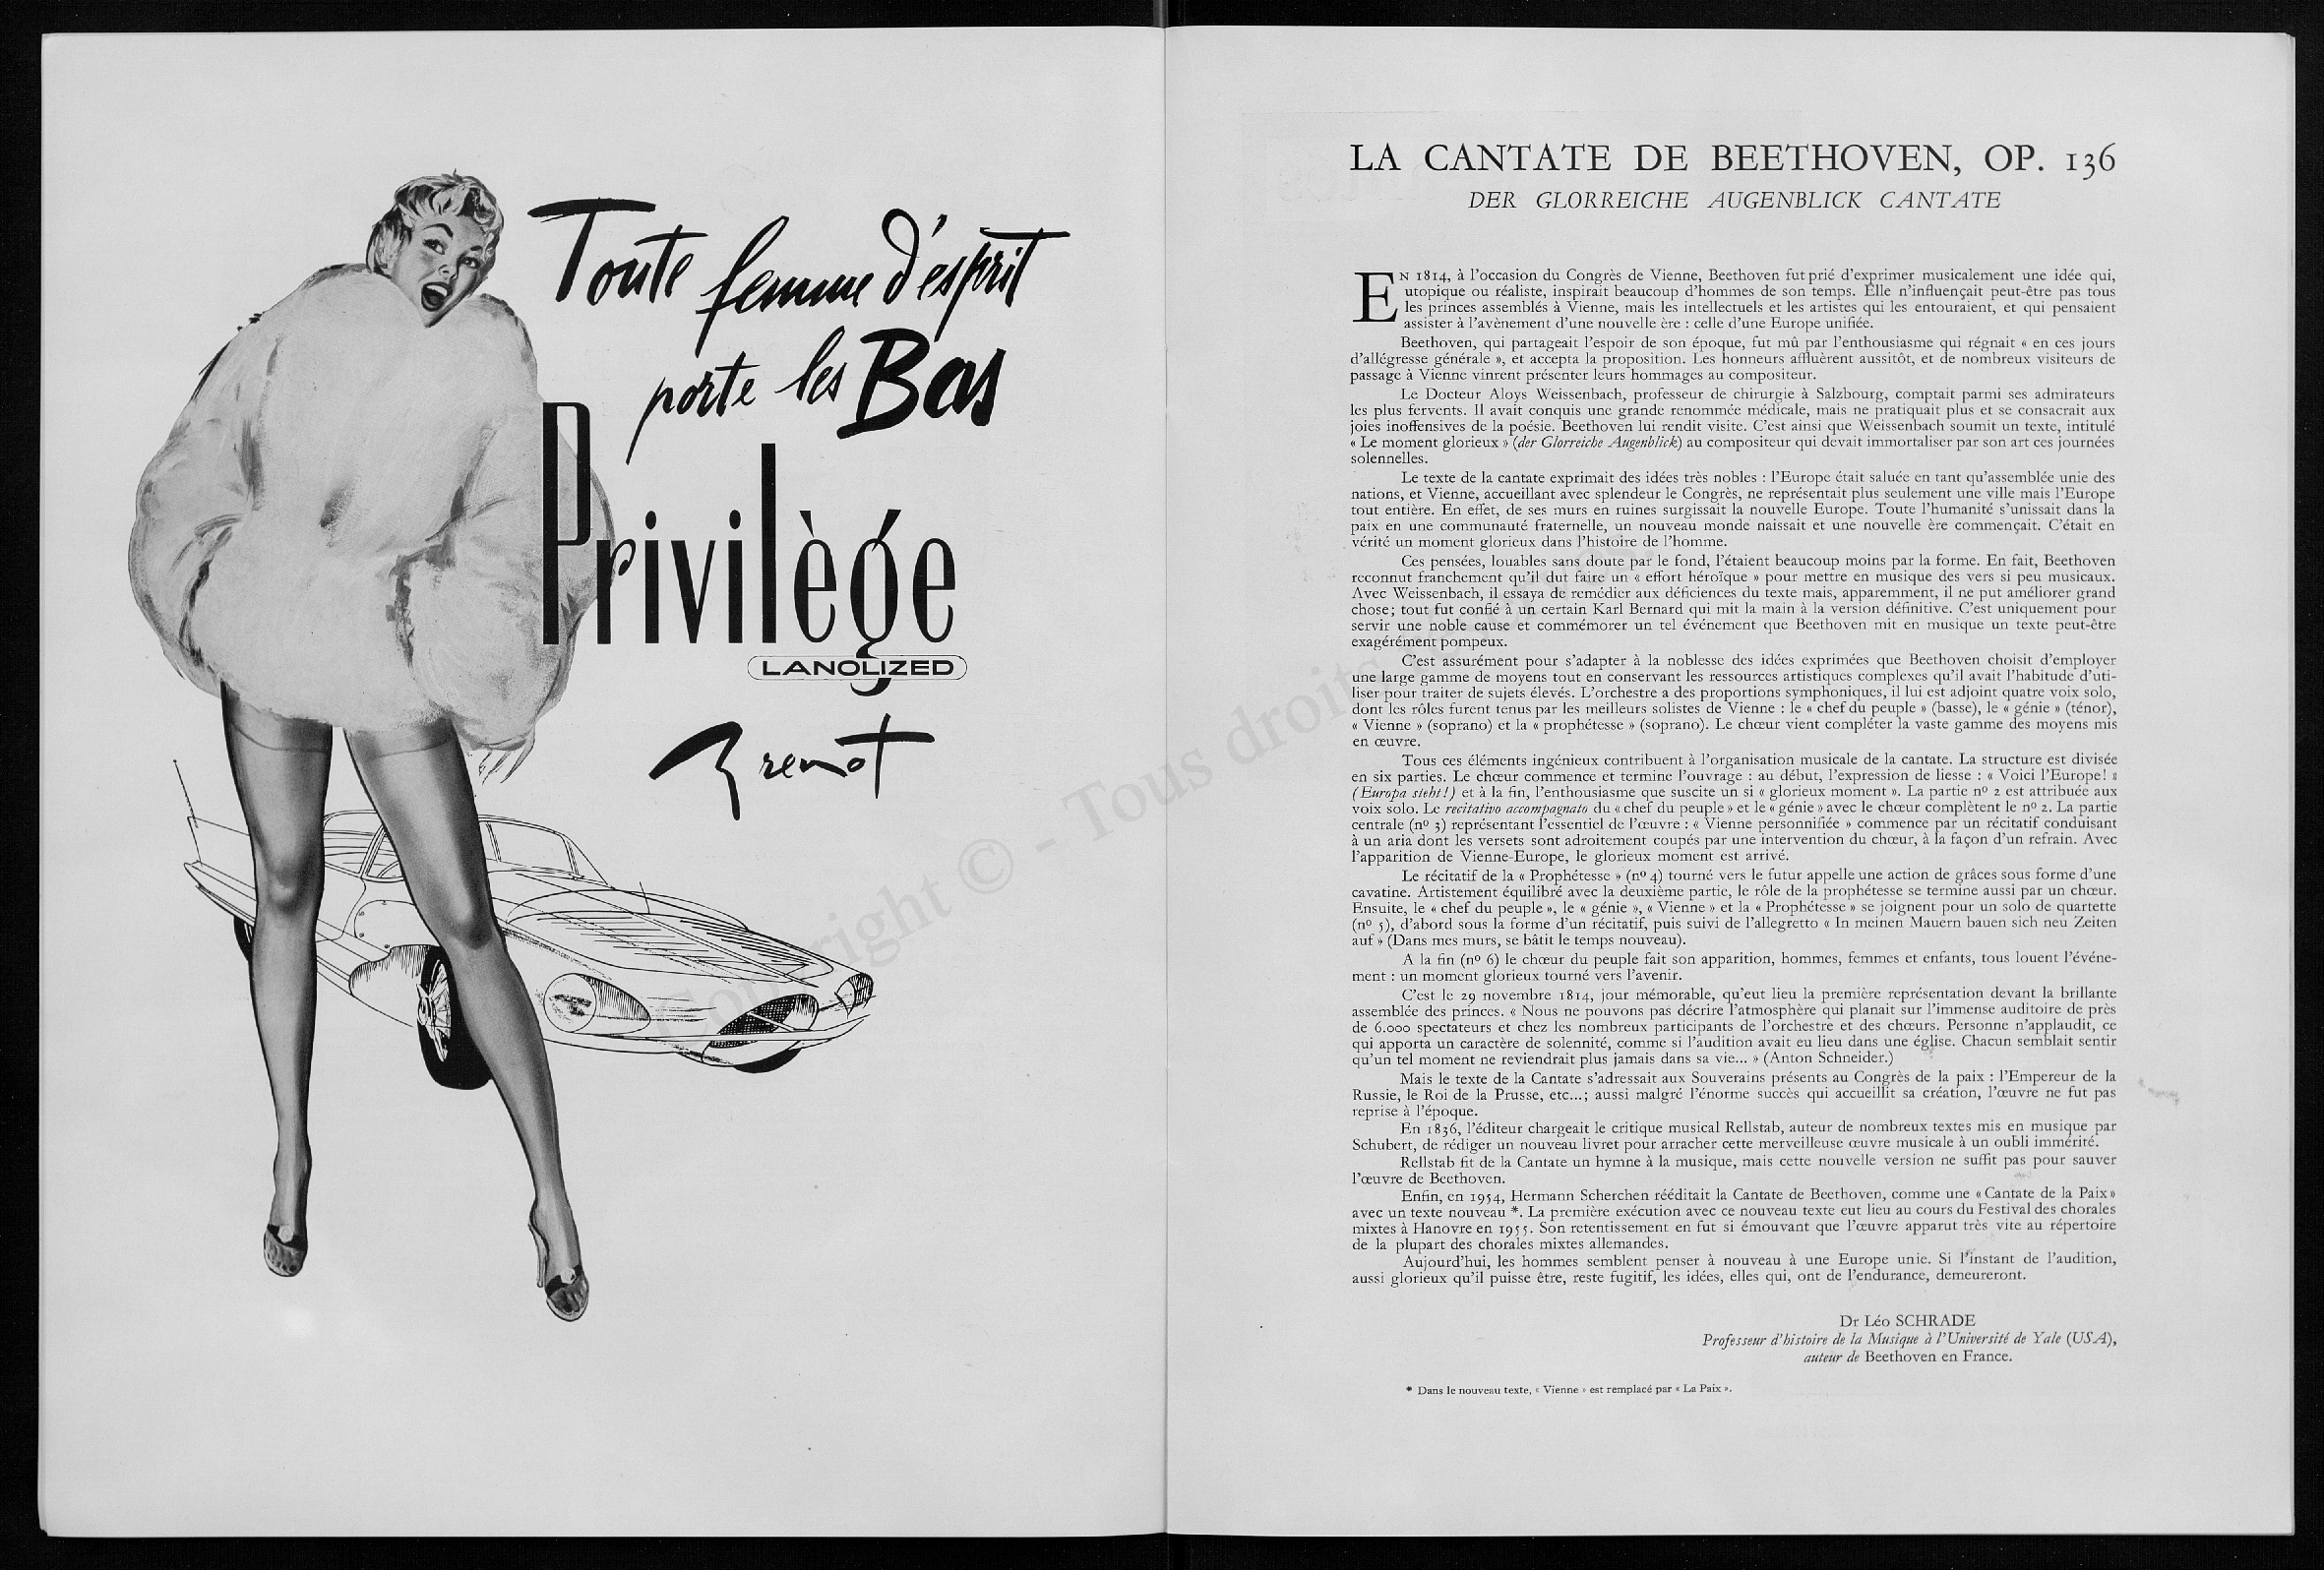 Toute femme d'esprit
porte les Bas
Privilège
LANOLIZED
Brenot
LA CANTATE DE BEETHOVEN, OP. 136
DER GLORREICHE AUGENBLICK CANTATE
EN 1814, à l'occasion du Congrès de Vienne, Beethoven fut prié d'exprimer musicalement une idée qui,
utopique ou réaliste, inspirait beaucoup d'hommes de son temps. Elle n'influençait peut-être pas tous
les princes assemblés à Vienne, mais les intellectuels et les artistes qui les entouraient, et qui pensaient
assister à l'avènement d'une nouvelle ère : celle d'une Europe unifiée.
Beethoven, qui partageait l'espoir de son époque, fut mû par l'enthousiasme qui régnait « en ces jours
d'allégresse générale », et accepta la proposition. Les honneurs affluèrent aussitôt, et de nombreux visiteurs de
passage à Vienne vinrent présenter leurs hommages au compositeur.
Le Docteur Aloys Weissenbach, professeur de chirurgie à Salzbourg, comptait parmi ses admirateurs
les plus fervents. Il avait conquis une grande renommée médicale, mais ne pratiquait plus et se consacrait aux
joies inoffensives de la poésie. Beethoven lui rendit visite. C'est ainsi que Weissenbach soumit un texte, intitulé
« Le moment glorieux » (der Glorreiche Augenblick) au compositeur qui devait immortaliser par son art ces journées
solennelles.
Le texte de la cantate exprimait des idées très nobles : l'Europe était saluée en tant qu'assemblée unie des
nations, et Vienne, accueillant avec splendeur le Congrès, ne représentait plus seulement une ville mais l'Europe
tout entière. En effet, de ses murs en ruines surgissait la nouvelle Europe. Toute l'humanité s'unissait dans la
paix en une communauté fraternelle, un nouveau monde naissait et une nouvelle ère commençait. C'était en
vérité un moment glorieux dans l'histoire de l'homme.
Ces pensées, louables sans doute par le fond, l'étaient beaucoup moins par la forme. En fait, Beethoven
reconnut franchement qu'il dut faire un « effort héroïque » pour mettre en musique des vers si peu musicaux.
Avec Weissenbach, il essaya de remédier aux déficiences du texte mais, apparemment, il ne put améliorer grand
chose; tout fut confié à un certain Karl Bernard qui mit la main à la version définitive. C'est uniquement pour
servir une noble cause et commémorer un tel événement que Beethoven mit en musique un texte peut-être
exagérément pompeux.
C'est assurément pour s'adapter à la noblesse des idées exprimées que Beethoven choisit d'employer
une large gamme de moyens tout en conservant les ressources artistiques complexes qu'il avait l'habitude d'uti-
liser pour traiter de sujets élevés. L'orchestre a des proportions symphoniques, il lui est adjoint quatre voix solo,
dont les rôles furent tenus par les meilleurs solistes de Vienne : le « chef du peuple » (basse), le « génie » (ténor),
« Vienne » (soprano) et la « prophétesse » (soprano). Le chœur vient compléter la vaste gamme des moyens mis
en œuvre.
Tous ces éléments ingénieux contribuent à l'organisation musicale de la cantate. La structure est divisée
en six parties. Le chœur commence et termine l'ouvrage : au début, l'expression de liesse : « Voici l'Europe! »
(Europa steht!) et à la fin, l'enthousiasme que suscite un si « glorieux moment ». La partie nº 2 est attribuée aux
voix solo. Le recitativo accompagnato du « chef du peuple » et le « génie » avec le chœur complètent le nº 2. La partie
centrale (nº 3) représentant l'essentiel de l'œuvre : « Vienne personnifiée » commence par un récitatif conduisant
à un aria dont les versets sont adroitement coupés par une intervention du chœur, à la façon d'un refrain. Avec
l'apparition de Vienne-Europe, le glorieux moment est arrivé.
Le récitatif de la « Prophétesse » (nº 4) tourné vers le futur appelle une action de grâces sous forme d'une
cavatine. Artistement équilibré avec la deuxième partie, le rôle de la prophétesse se termine aussi par un chœur.
Ensuite, le « chef du peuple », le « génie », « Vienne » et la « Prophétesse » se joignent pour un solo de quartette
(nº 5), d'abord sous la forme d'un récitatif, puis suivi de l'allegretto « In meinen Mauern bauen sich neu Zeiten
auf » (Dans mes murs, se bâtit le temps nouveau).
A la fin (nº 6) le chœur du peuple fait son apparition, hommes, femmes et enfants, tous louent l'événe-
ment : un moment glorieux tourné vers l'avenir.
C'est le 29 novembre 1814, jour mémorable, qu'eut lieu la première représentation devant la brillante
assemblée des princes. « Nous ne pouvons pas décrire l'atmosphère qui planait sur l'immense auditoire de près
de 6.000 spectateurs et chez les nombreux participants de l'orchestre et des chœurs. Personne n'applaudit, ce
qui apporta un caractère de solennité, comme si l'audition avait eu lieu dans une église. Chacun semblait sentir
qu'un tel moment ne reviendrait plus jamais dans sa vie... » (Anton Schneider.)
Mais le texte de la Cantate s'adressait aux Souverains présents au Congrès de la paix : l'Empereur de la
Russie, le Roi de la Prusse, etc...; aussi malgré l'énorme succès qui accueillit sa création, l'œuvre ne fut pas
reprise à l'époque.
En 1836, l'éditeur chargeait le critique musical Rellstab, auteur de nombreux textes mis en musique par
Schubert, de rédiger un nouveau livret pour arracher cette merveilleuse œuvre musicale à un oubli immérité.
Rellstab fit de la Cantate un hymne à la musique, mais cette nouvelle version ne suffit pas pour sauver
l'œuvre de Beethoven.
Enfin, en 1954, Hermann Scherchen rééditait la Cantate de Beethoven, comme une « Cantate de la Paix »
avec un texte nouveau *. La première exécution avec ce nouveau texte eut lieu au cours du Festival des chorales
mixtes à Hanovre en 1955. Son retentissement en fut si émouvant que l'œuvre apparut très vite au répertoire
de la plupart des chorales mixtes allemandes.
Aujourd'hui, les hommes semblent penser à nouveau à une Europe unie. Si l'instant de l'audition,
aussi glorieux qu'il puisse être, reste fugitif, les idées, elles qui, ont de l'endurance, demeureront.
Dr Léo SCHRADE
Professeur d'histoire de la Musique à l'Université de Yale (USA),
auteur de Beethoven en France.
* Dans le nouveau texte, « Vienne » est remplacé par « La Paix ».
Copyright © - Tous droits